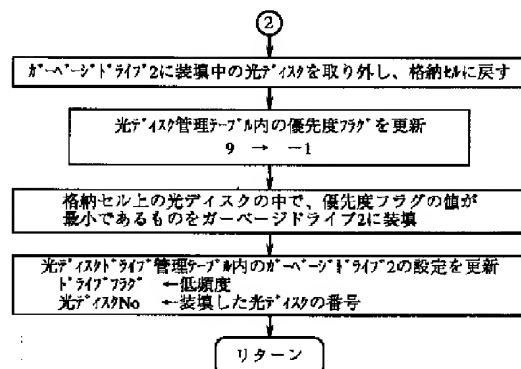 2
ｶﾞｰﾍﾞｰｼﾞﾄﾞﾗｲﾌﾞ2に装填中の光ﾃﾞｨｽｸを取り外し、格納ｾﾙに戻す
光ﾃﾞｨｽｸ管理ﾃｰﾌﾞﾙ内の優先度ﾌﾗｸﾞを更新
9 → −1
格納セル上の光ディスクの中で、優先度フラグの値が
最小であるものをガーベージドライブ2に装填
光ﾃﾞｨｽｸﾄﾞﾗｲﾌﾞ管理ﾃｰﾌﾞﾙ内のｶﾞｰﾍﾞｰｼﾞﾄﾞﾗｲﾌﾞ2の設定を更新
ﾄﾞﾗｲﾌﾞﾌﾗｸﾞ ←低頻度
光ﾃﾞｨｽｸNo ←装填した光ﾃﾞｨｽｸの番号
リターン